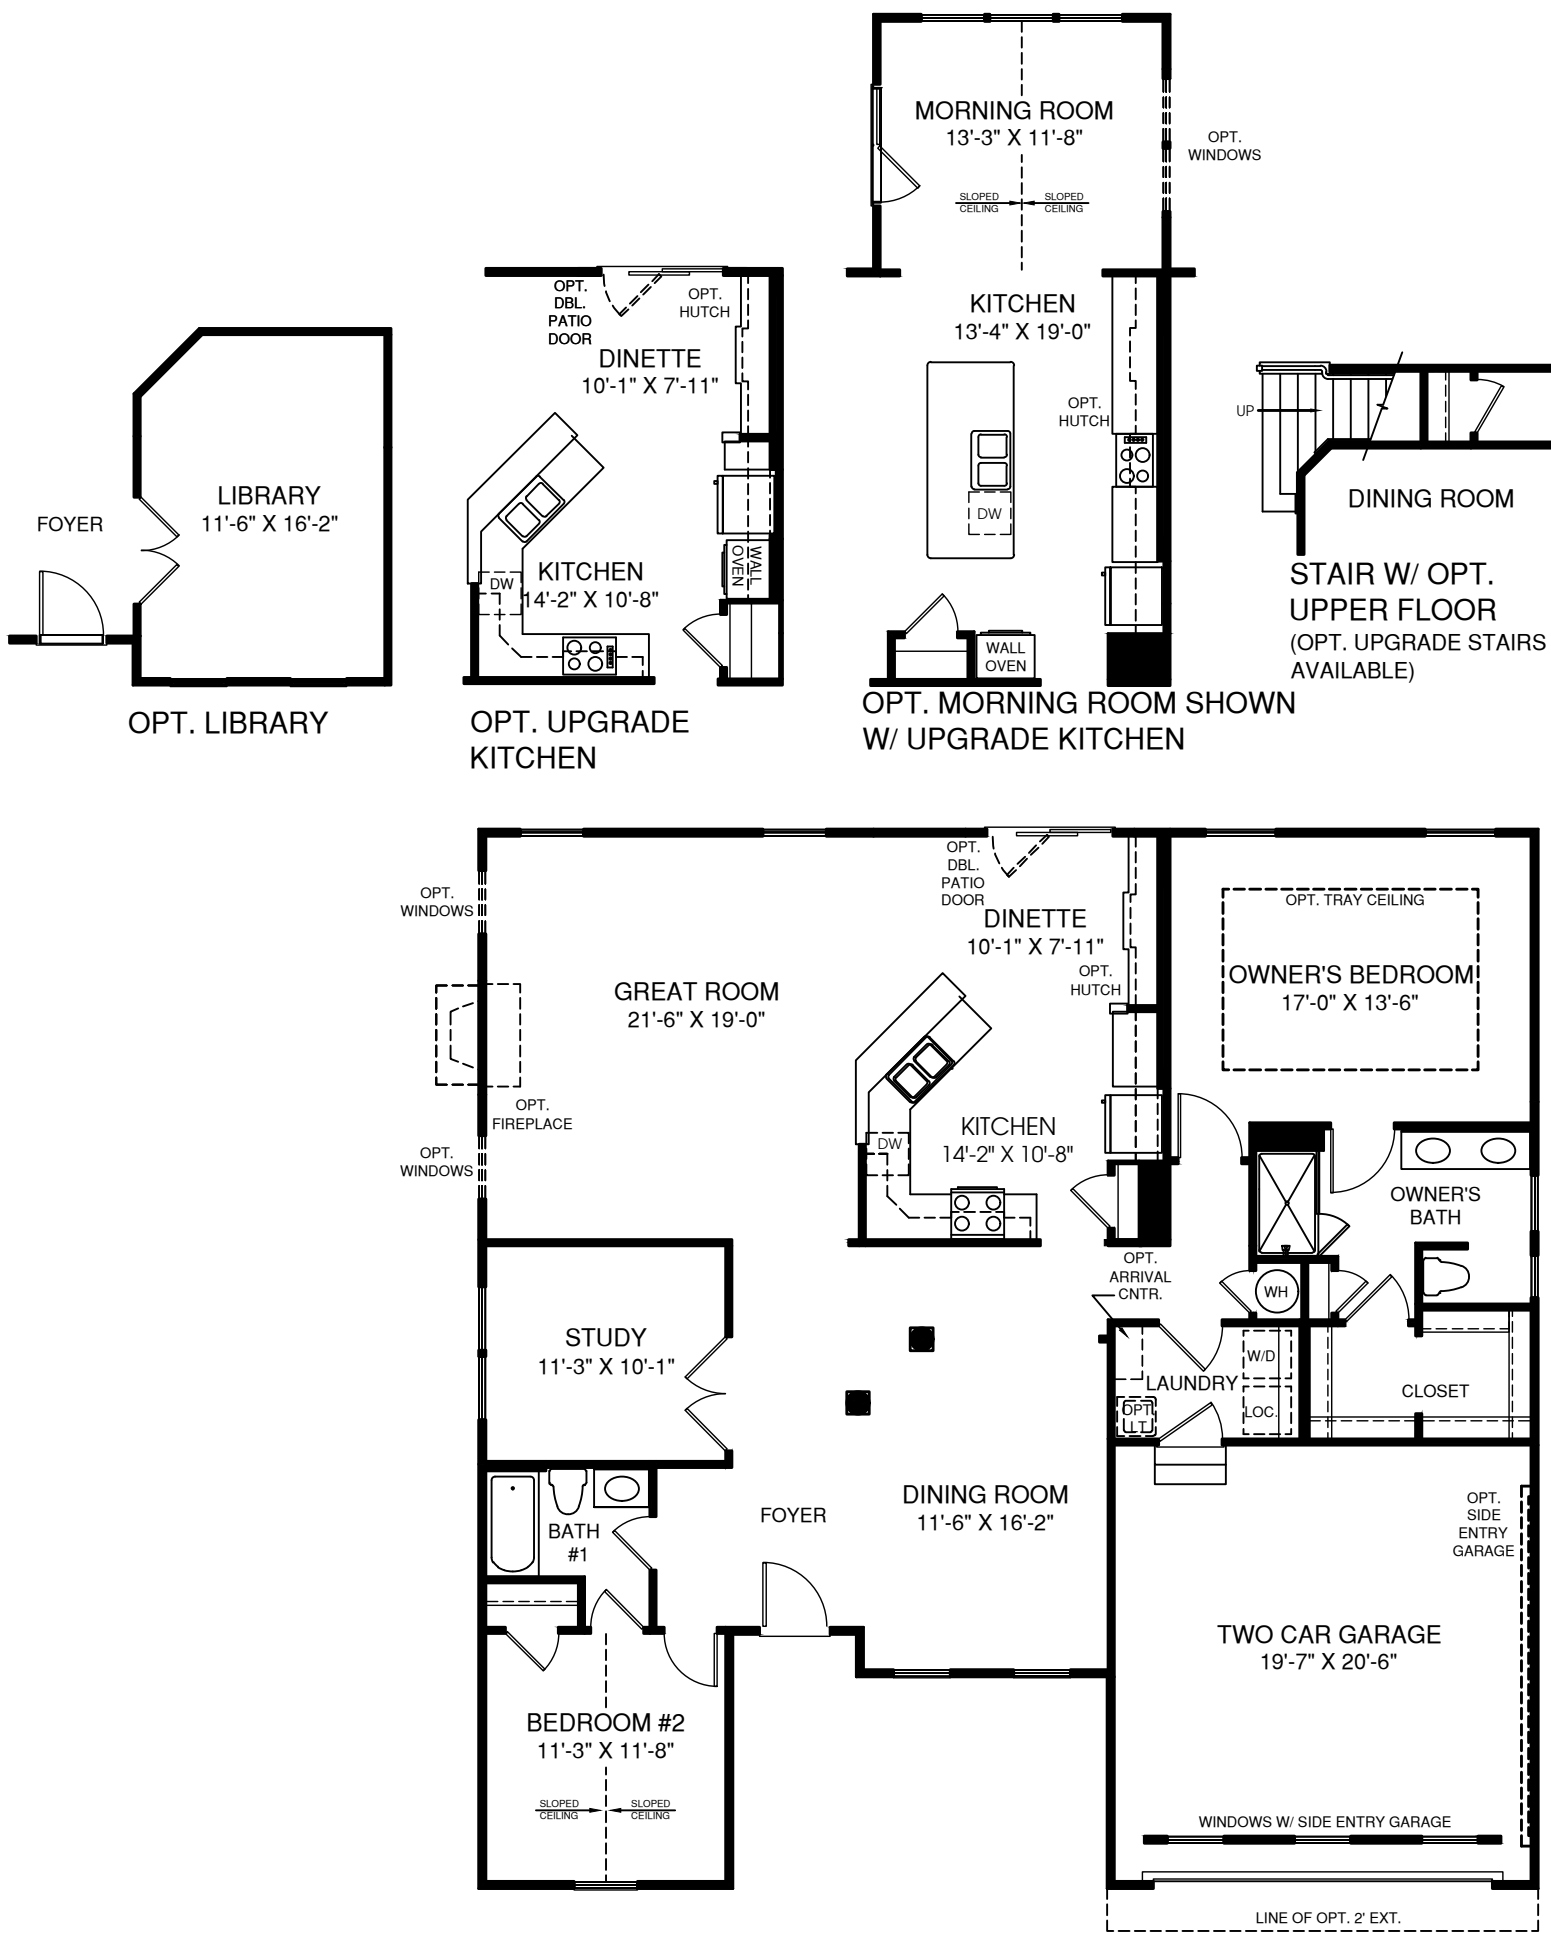 MORNING ROOM
13'-3" X 11'-8"
OPT.
WINDOWS
SLOPED
CEILING
SLOPED
CEILING
KITCHEN
13'-4" X 19'-0"
OPT.
HUTCH
DW
WALL
OVEN
OPT. MORNING ROOM SHOWN
W/ UPGRADE KITCHEN
OPT.
DBL.
PATIO
DOOR
OPT.
HUTCH
DINETTE
10'-1" X 7'-11"
WALL
OVEN
DW
KITCHEN
14'-2" X 10'-8"
OPT. UPGRADE
KITCHEN
LIBRARY
11'-6" X 16'-2"
FOYER
OPT. LIBRARY
UP
DINING ROOM
STAIR W/ OPT.
UPPER FLOOR
(OPT. UPGRADE STAIRS
AVAILABLE)
OPT.
WINDOWS
GREAT ROOM
21'-6" X 19'-0"
OPT.
FIREPLACE
OPT.
WINDOWS
OPT.
DBL.
PATIO
DOOR
DINETTE
10'-1" X 7'-11"
OPT.
HUTCH
DW
KITCHEN
14'-2" X 10'-8"
OPT. TRAY CEILING
OWNER'S BEDROOM
17'-0" X 13'-6"
OWNER'S
BATH
OPT.
ARRIVAL
CNTR.
WH
STUDY
11'-3" X 10'-1"
W/D
LAUNDRY
OPT.
LT
LOC.
CLOSET
BATH
#1
FOYER
DINING ROOM
11'-6" X 16'-2"
OPT.
SIDE
ENTRY
GARAGE
TWO CAR GARAGE
19'-7" X 20'-6"
BEDROOM #2
11'-3" X 11'-8"
SLOPED
CEILING
SLOPED
CEILING
WINDOWS W/ SIDE ENTRY GARAGE
LINE OF OPT. 2' EXT.